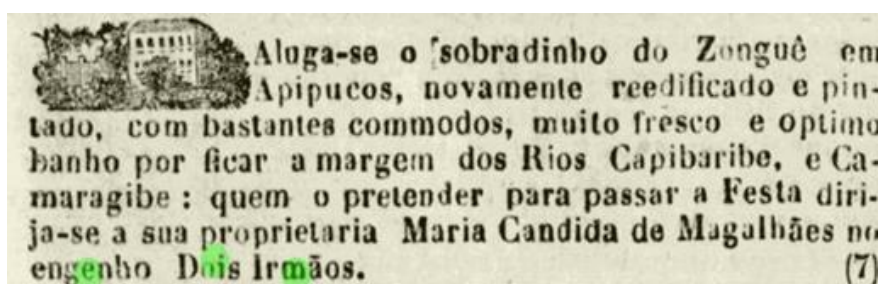 Aluga-se o sobradinho do Zonguê em
Apipucos, novamente reedificado e pin-
tado, com bastantes commodos, muito fresco e optimo
banho por ficar a margem dos Rios Capibaribe, e Ca-
maragibe : quem o pretender para passar a Festa diri-
ja-se a sua proprietaria Maria Candida de Magalhães no
engenho Dois Irmãos. (7)